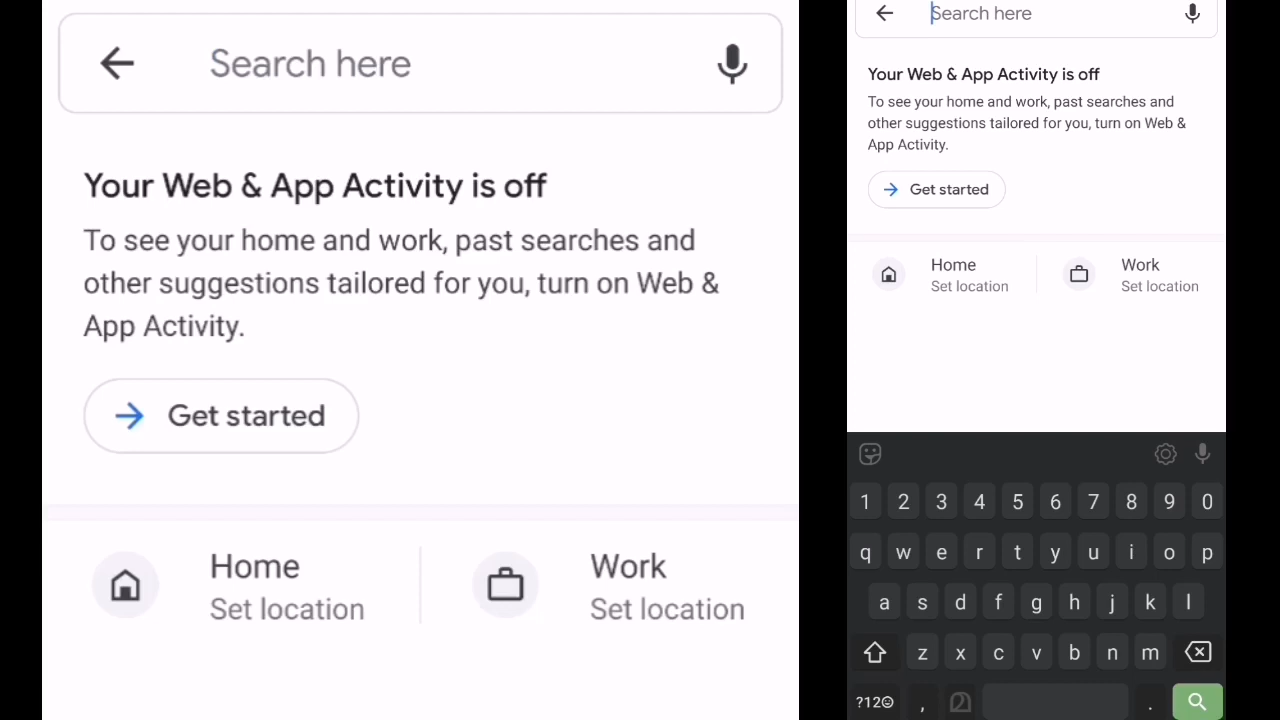 Search here
Your Web & App Activity is off
To see your home and work, past searches and
other suggestions tailored for you, turn on Web &
App Activity.
Get started
Home
Set location
Work
Set location
Search here
Your Web & App Activity is off
To see your home and work, past searches and
other suggestions tailored for you, turn on Web &
App Activity.
Get started
Home
Set location
Work
Set location
1 2 3 4 5 6 7 8 9 0
q w e r t y u i o p
a s d f g h j k l
z x c v b n m
?12☺ , .